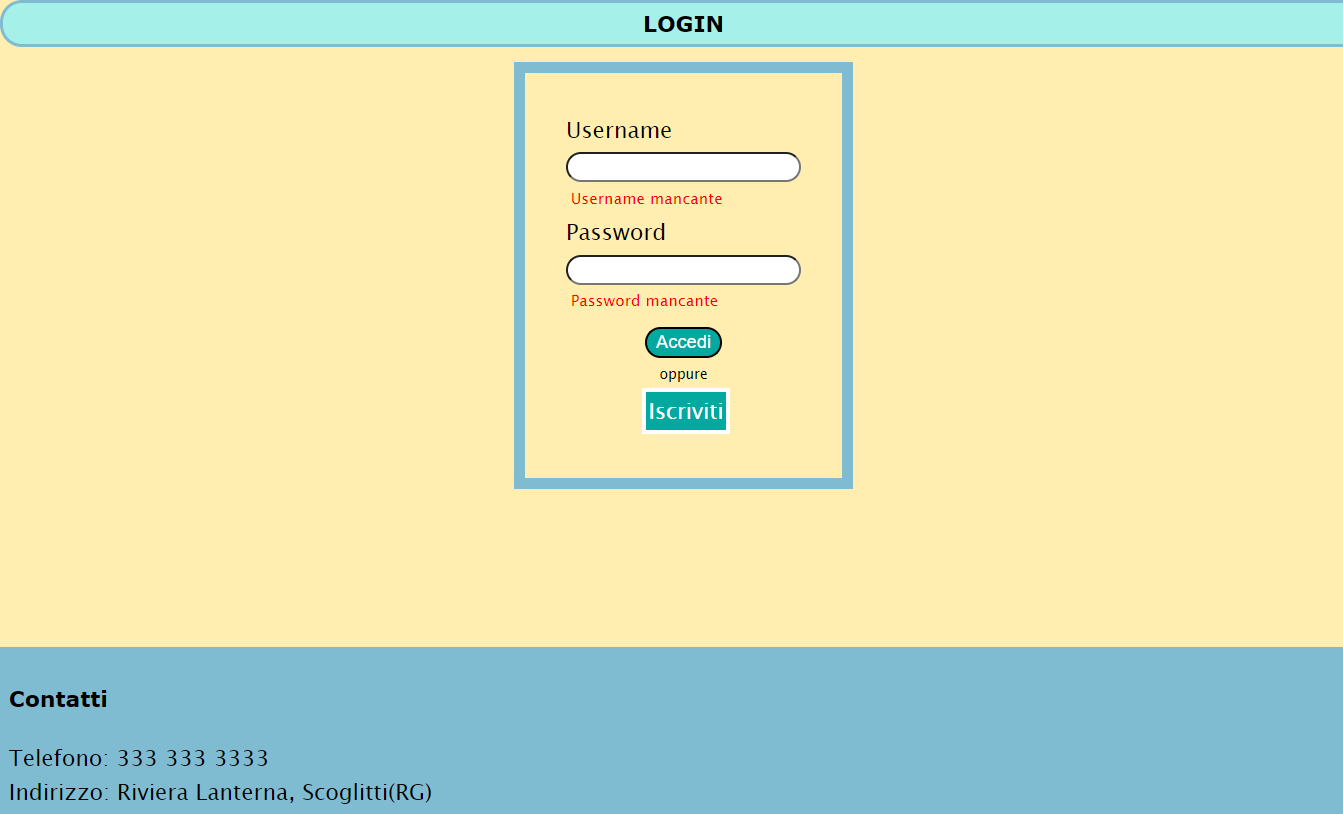 LOGIN
Username
Username mancante
Password
Password mancante
Accedi
oppure
Iscriviti
Contatti
Telefono: 333 333 3333
Indirizzo: Riviera Lanterna, Scoglitti(RG)